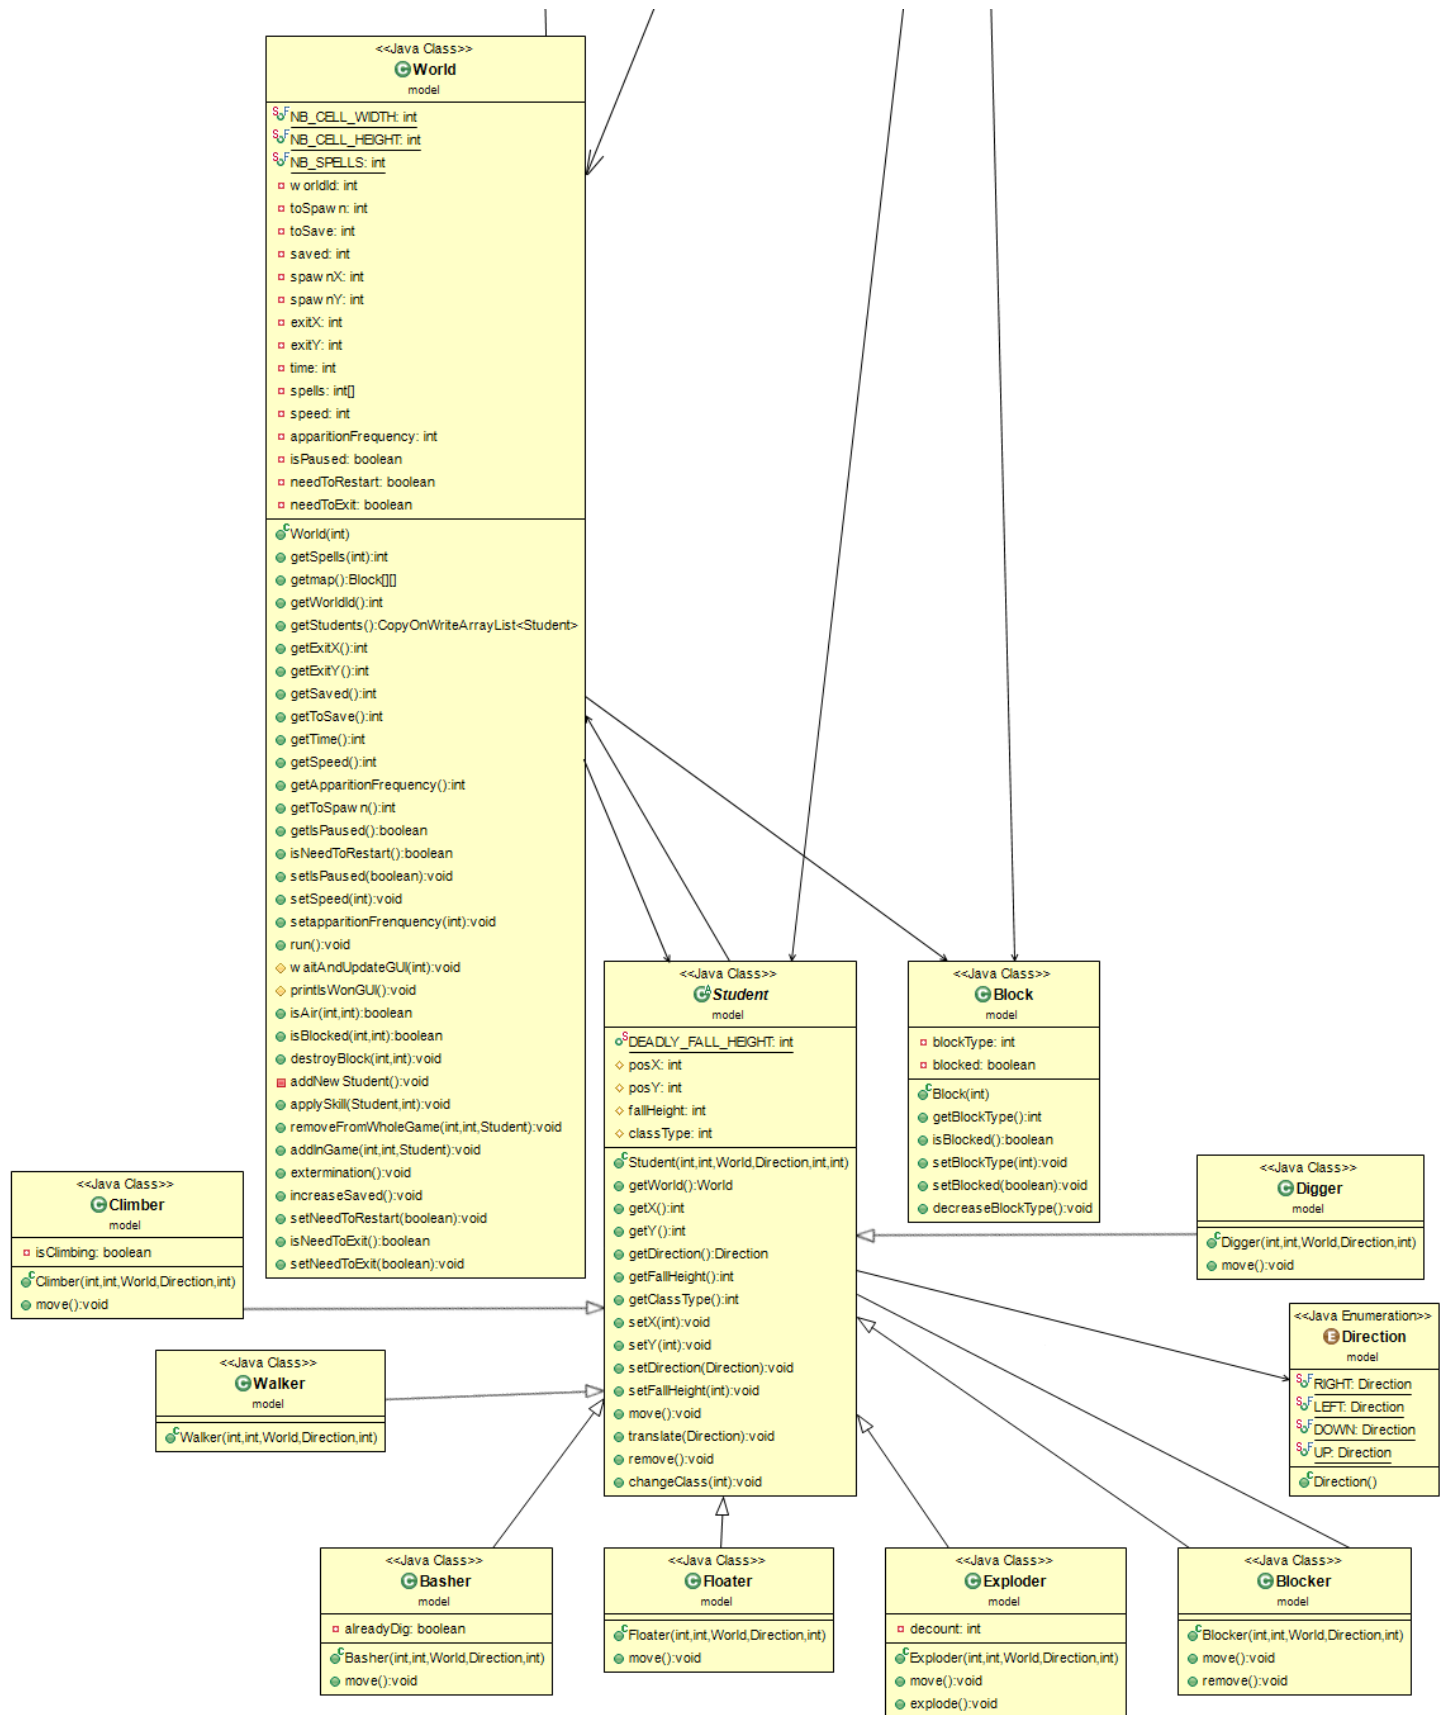 <<Java Class>>
World
model
NB_CELL_WIDTH: int
NB_CELL_HEIGHT: int
NB_SPELLS: int
worldId: int
toSpawn: int
toSave: int
saved: int
spawnX: int
spawnY: int
exitX: int
exitY: int
time: int
spells: int[]
speed: int
apparitionFrequency: int
isPaused: boolean
needToRestart: boolean
needToExit: boolean
World(int)
getSpells(int):int
getmap():Block[][]
getWorldId():int
getStudents():CopyOnWriteArrayList<Student>
getExitX():int
getExitY():int
getSaved():int
getToSave():int
getTime():int
getSpeed():int
getApparitionFrequency():int
getToSpawn():int
getIsPaused():boolean
isNeedToRestart():boolean
setIsPaused(boolean):void
setSpeed(int):void
setapparitionFrenquency(int):void
run():void
waitAndUpdateGUI(int):void
printIsWonGUI():void
isAir(int,int):boolean
isBlocked(int,int):boolean
destroyBlock(int,int):void
addNewStudent():void
applySkill(Student,int):void
removeFromWholeGame(int,int,Student):void
addInGame(int,int,Student):void
extermination():void
increaseSaved():void
setNeedToRestart(boolean):void
isNeedToExit():boolean
setNeedToExit(boolean):void
<<Java Class>>
Student
model
DEADLY_FALL_HEIGHT: int
posX: int
posY: int
fallHeight: int
classType: int
Student(int,int,World,Direction,int,int)
getWorld():World
getX():int
getY():int
getDirection():Direction
getFallHeight():int
getClassType():int
setX(int):void
setY(int):void
setDirection(Direction):void
setFallHeight(int):void
move():void
translate(Direction):void
remove():void
changeClass(int):void
<<Java Class>>
Block
model
blockType: int
blocked: boolean
Block(int)
getBlockType():int
isBlocked():boolean
setBlockType(int):void
setBlocked(boolean):void
decreaseBlockType():void
<<Java Class>>
Digger
model
Digger(int,int,World,Direction,int)
move():void
<<Java Class>>
Climber
model
isClimbing: boolean
Climber(int,int,World,Direction,int)
move():void
<<Java Enumeration>>
Direction
model
RIGHT: Direction
LEFT: Direction
DOWN: Direction
UP: Direction
Direction()
<<Java Class>>
Walker
model
Walker(int,int,World,Direction,int)
<<Java Class>>
Basher
model
alreadyDig: boolean
Basher(int,int,World,Direction,int)
move():void
<<Java Class>>
Floater
model
Floater(int,int,World,Direction,int)
move():void
<<Java Class>>
Exploder
model
decount: int
Exploder(int,int,World,Direction,int)
move():void
explode():void
<<Java Class>>
Blocker
model
Blocker(int,int,World,Direction,int)
move():void
remove():void